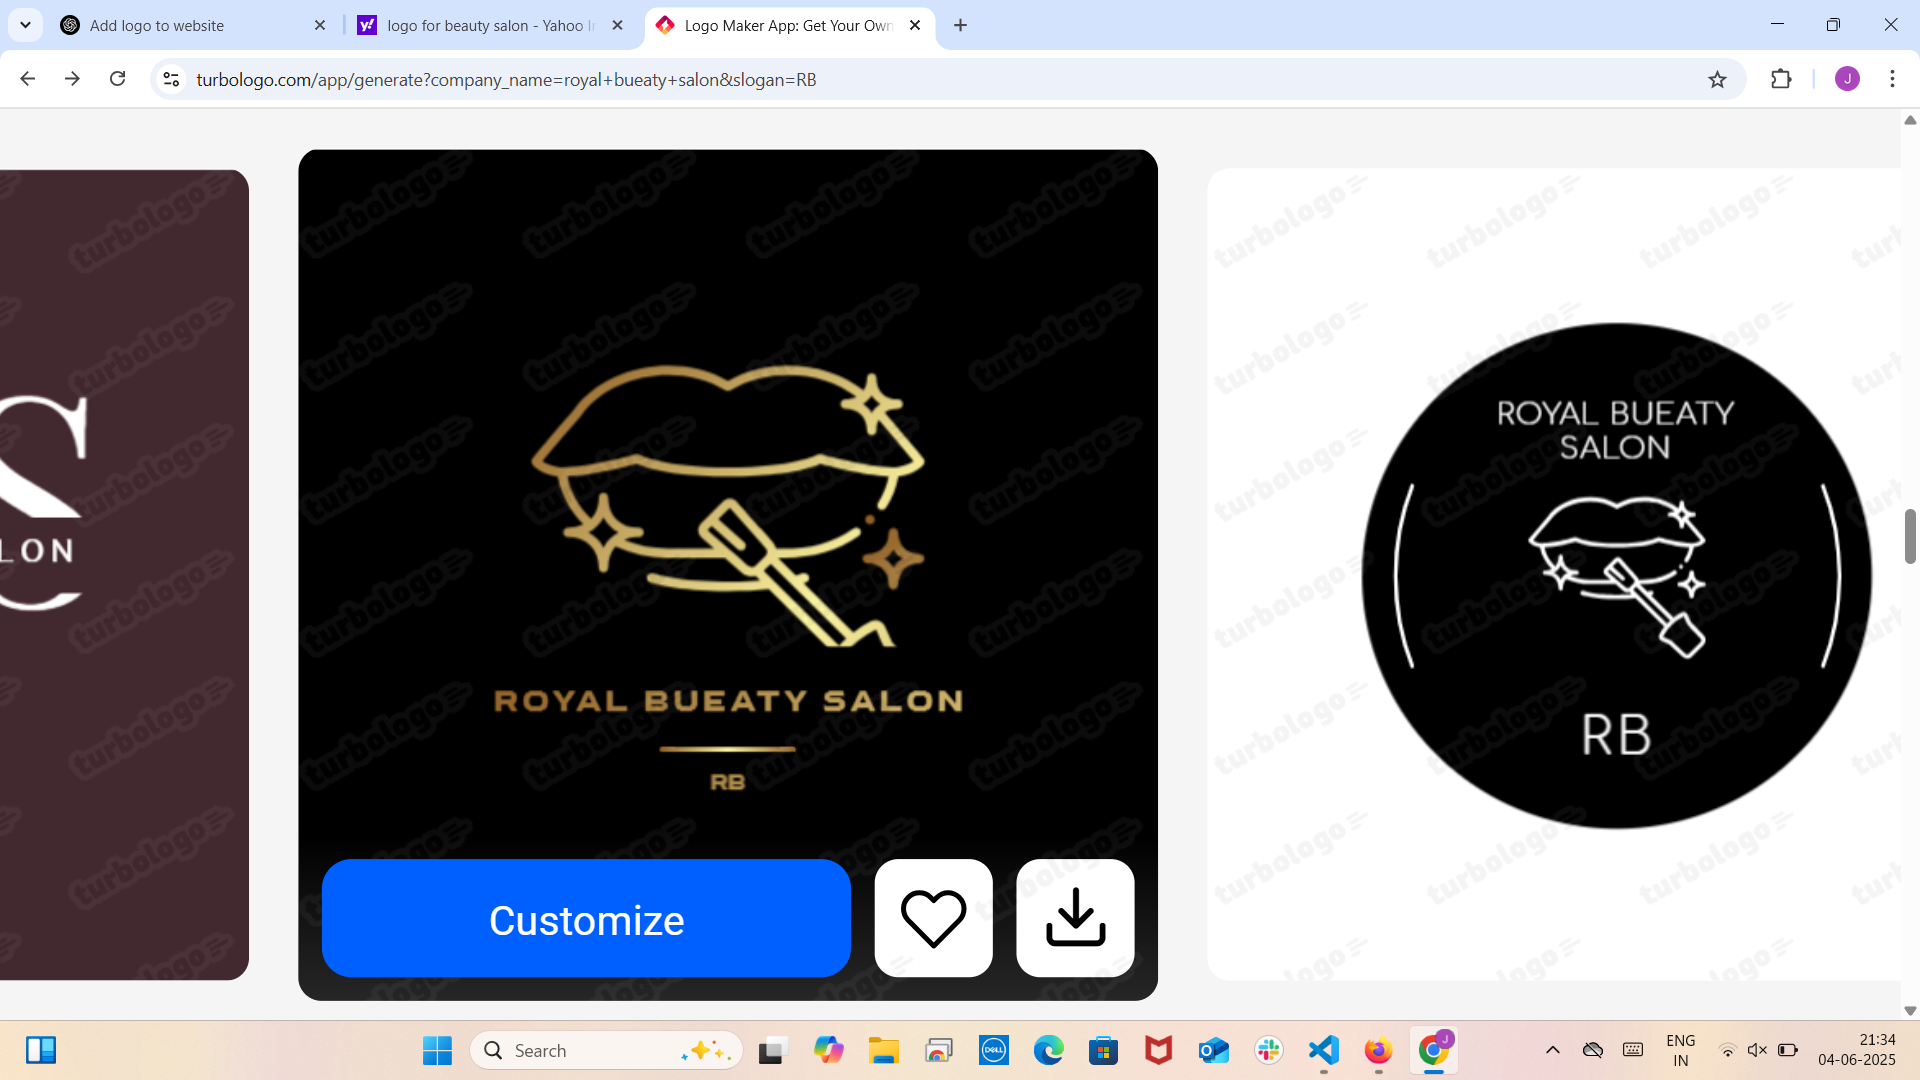 Add logo to website
logo for beauty salon - Yahoo I
Logo Maker App: Get Your Own
turbologo.com/app/generate?company_name=royal+bueaty+salon&slogan=RB
J
turbologo
S
LON
ROYAL BUEATY SALON
RB
Customize
ROYAL BUEATY
SALON
RB
Search
DELL
J
ENG
IN
21:34
04-06-2025